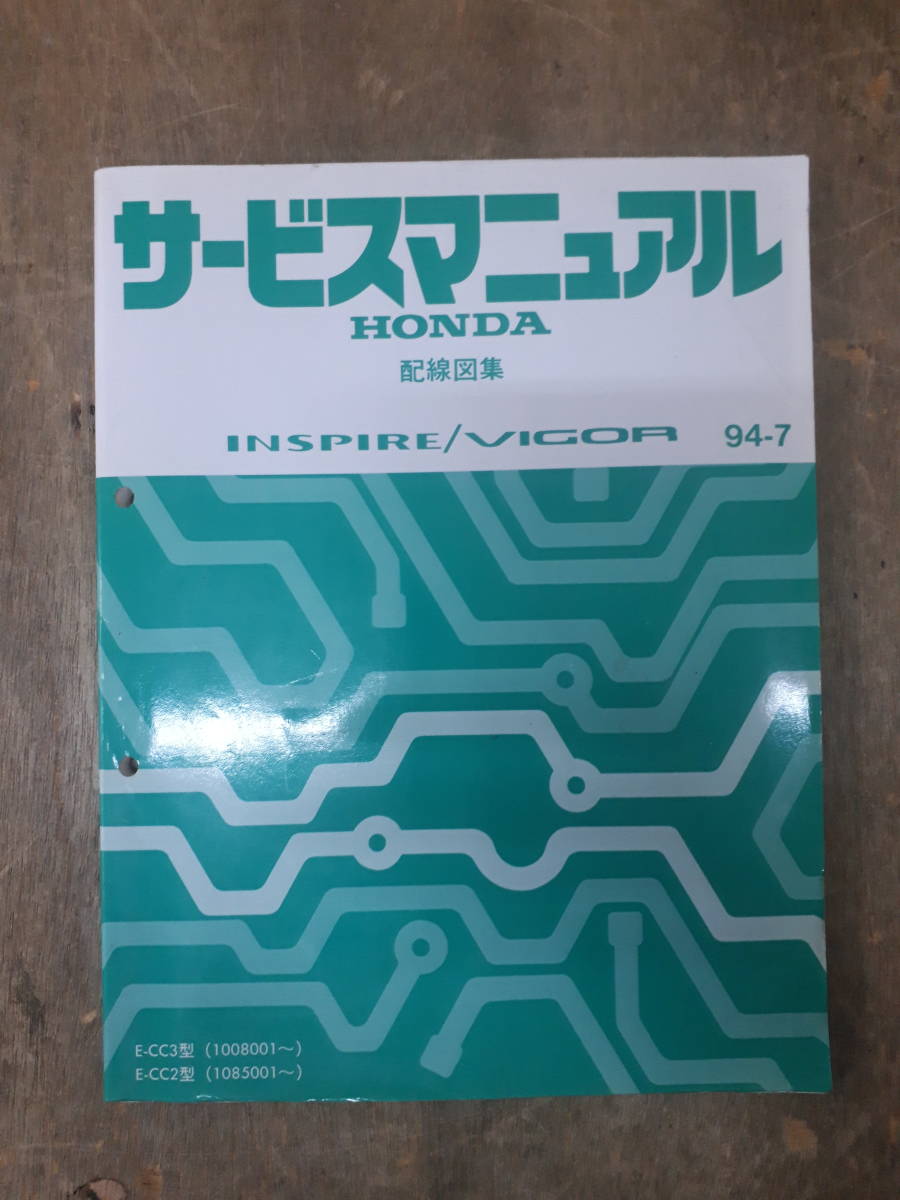 サービスマニュアル
HONDA
配線図集
INSPIRE/VIGOR 94-7
E-CC3型 (1008001～)
E-CC2型 (1085001～)